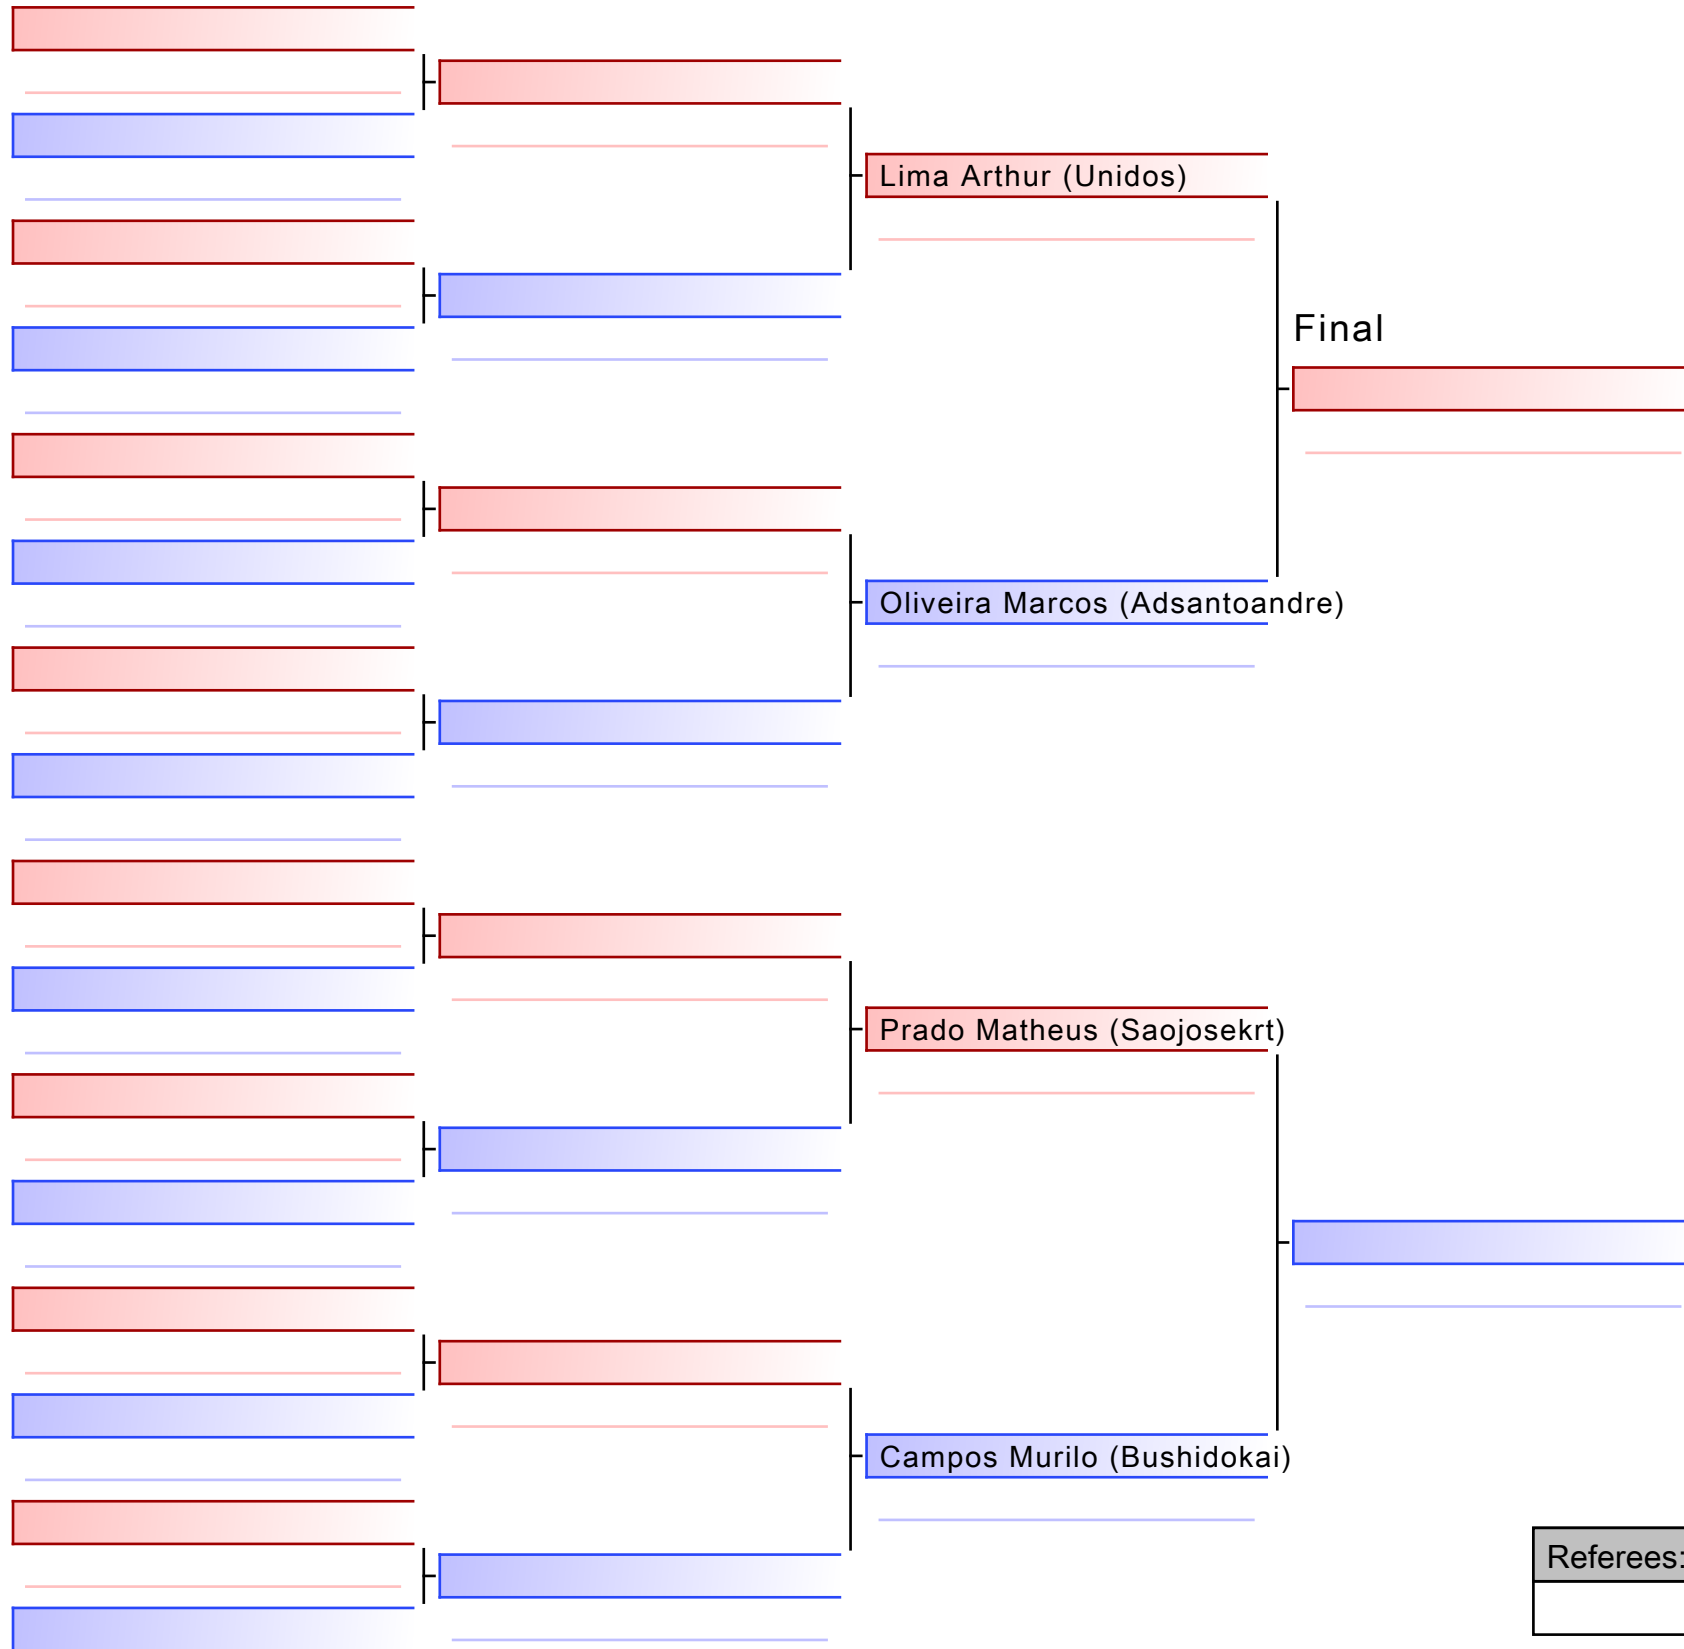 Lima Arthur (Unidos)
Final
Oliveira Marcos (Adsantoandre)
Prado Matheus (Saojosekrt)
Campos Murilo (Bushidokai)
Referees: